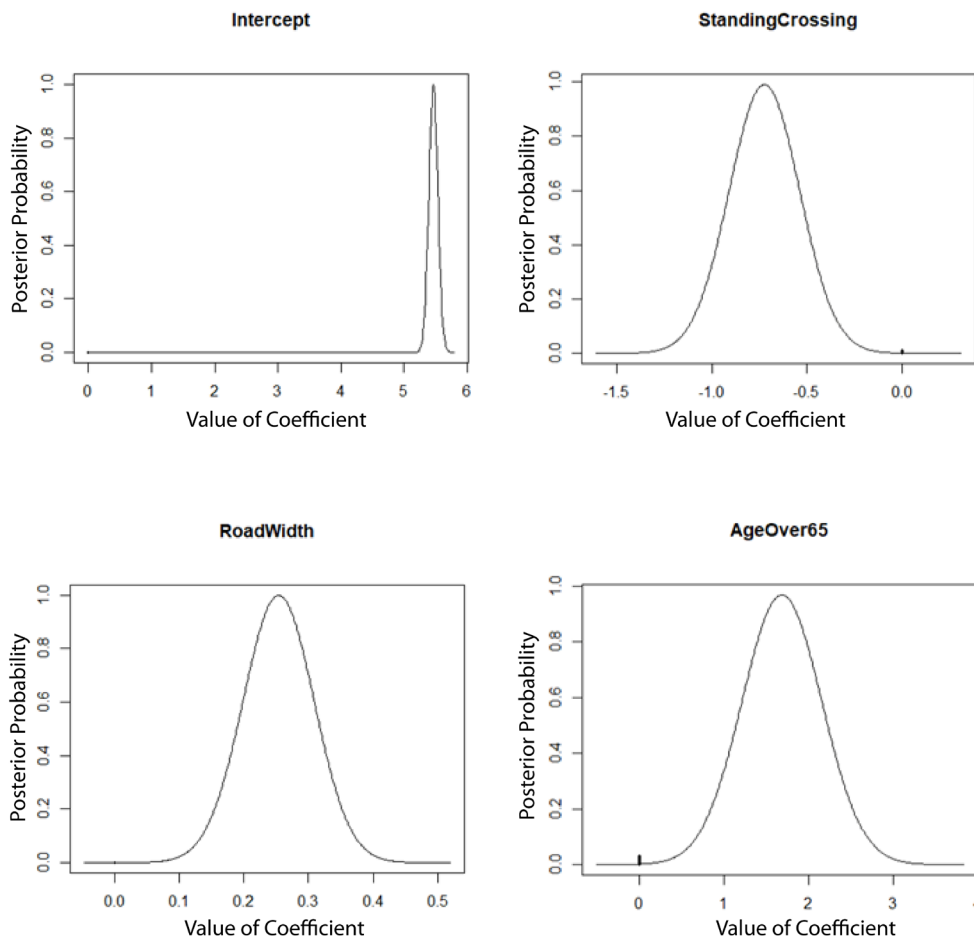 Intercept
Posterior Probability
0.0 0.2 0.4 0.6 0.8 1.0
0 1 2 3 4 5 6
Value of Coefficient
StandingCrossing
Posterior Probability
0.0 0.2 0.4 0.6 0.8 1.0
-1.5 -1.0 -0.5 0.0
Value of Coefficient
RoadWidth
Posterior Probability
0.0 0.2 0.4 0.6 0.8 1.0
0.0 0.1 0.2 0.3 0.4 0.5
Value of Coefficient
AgeOver65
Posterior Probability
0.0 0.2 0.4 0.6 0.8 1.0
0 1 2 3
Value of Coefficient